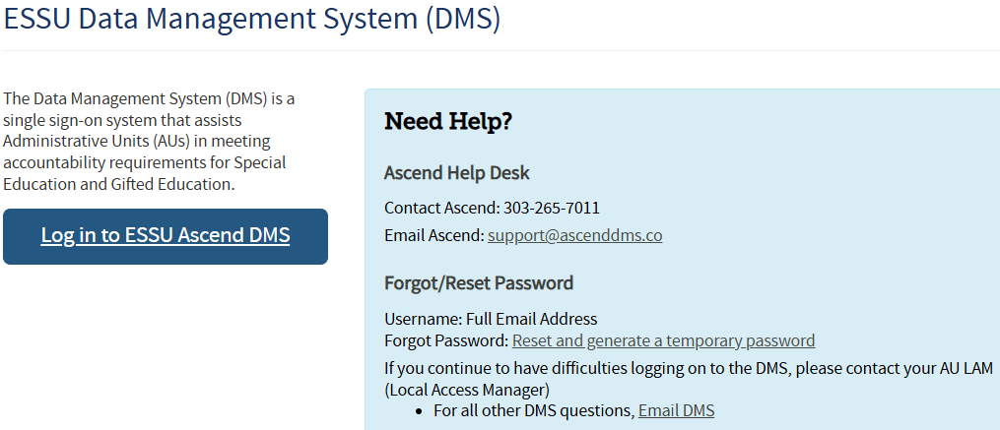 ESSU Data Management System (DMS)
The Data Management System (DMS) is a
single sign-on system that assists
Administrative Units (AUs) in meeting
accountability requirements for Special
Education and Gifted Education.
Log in to ESSU Ascend DMS
Need Help?
Ascend Help Desk
Contact Ascend: 303-265-7011
Email Ascend: support@ascenddms.co
Forgot/Reset Password
Username: Full Email Address
Forgot Password: Reset and generate a temporary password
If you continue to have difficulties logging on to the DMS, please contact your AU LAM
(Local Access Manager)
• For all other DMS questions, Email DMS